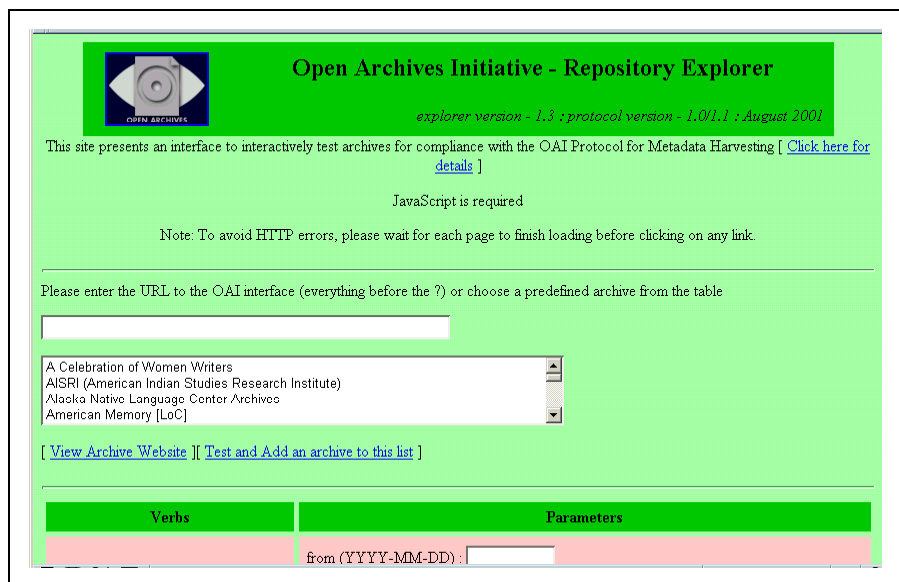 Open Archives Initiative - Repository Explorer
OPEN ARCHIVES
explorer version - 1.3 : protocol version - 1.0/1.1 : August 2001
This site presents an interface to interactively test archives for compliance with the OAI Protocol for Metadata Harvesting [ Click here for
details ]
JavaScript is required
Note: To avoid HTTP errors, please wait for each page to finish loading before clicking on any link.
Please enter the URL to the OAI interface (everything before the ?) or choose a predefined archive from the table
A Celebration of Women Writers
AISRI (American Indian Studies Research Institute)
Alaska Native Language Center Archives
American Memory [LoC]
[ View Archive Website ][ Test and Add an archive to this list ]
Verbs Parameters
from (YYYY-MM-DD) :